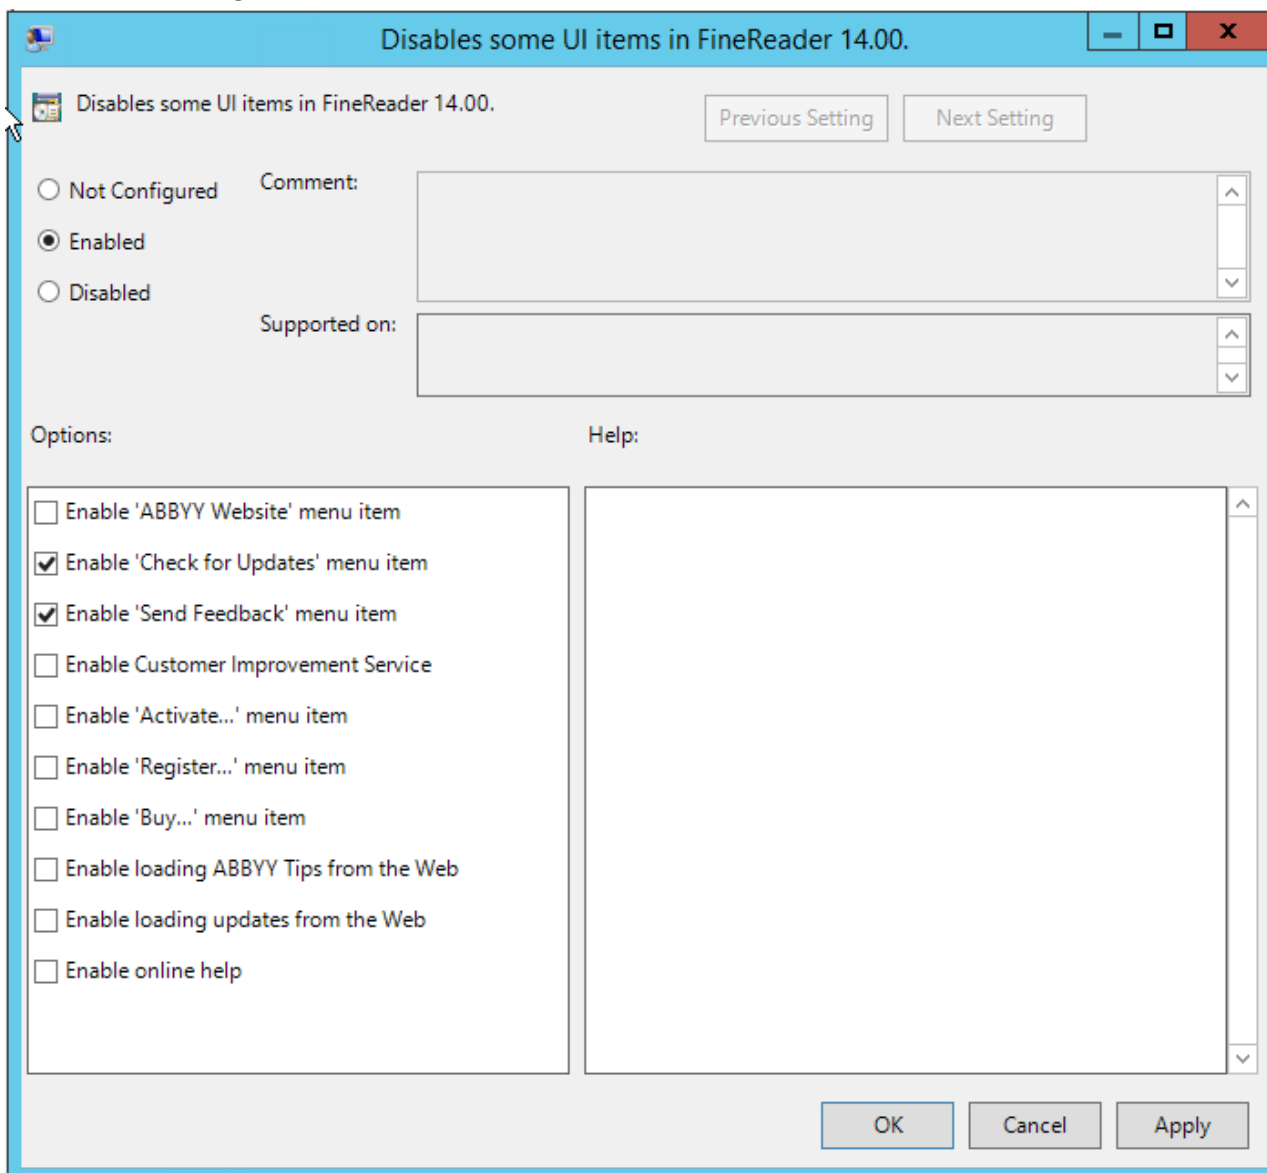 Disables some UI items in FineReader 14.00.
Disables some UI items in FineReader 14.00.
Previous Setting
Next Setting
Not Configured
Comment:
Enabled
Disabled
Supported on:
Options:
Help:
Enable 'ABBYY Website' menu item
Enable 'Check for Updates' menu item
Enable 'Send Feedback' menu item
Enable Customer Improvement Service
Enable 'Activate...' menu item
Enable 'Register...' menu item
Enable 'Buy...' menu item
Enable loading ABBYY Tips from the Web
Enable loading updates from the Web
Enable online help
OK
Cancel
Apply